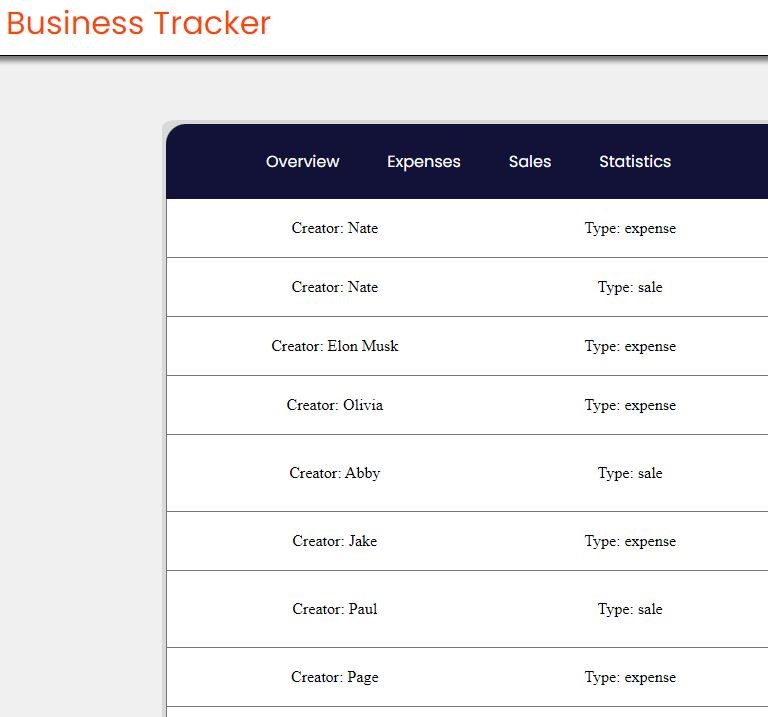 Business Tracker
Overview Expenses Sales Statistics
Creator: Nate Type: expense
Creator: Nate Type: sale
Creator: Elon Musk Type: expense
Creator: Olivia Type: expense
Creator: Abby Type: sale
Creator: Jake Type: expense
Creator: Paul Type: sale
Creator: Page Type: expense